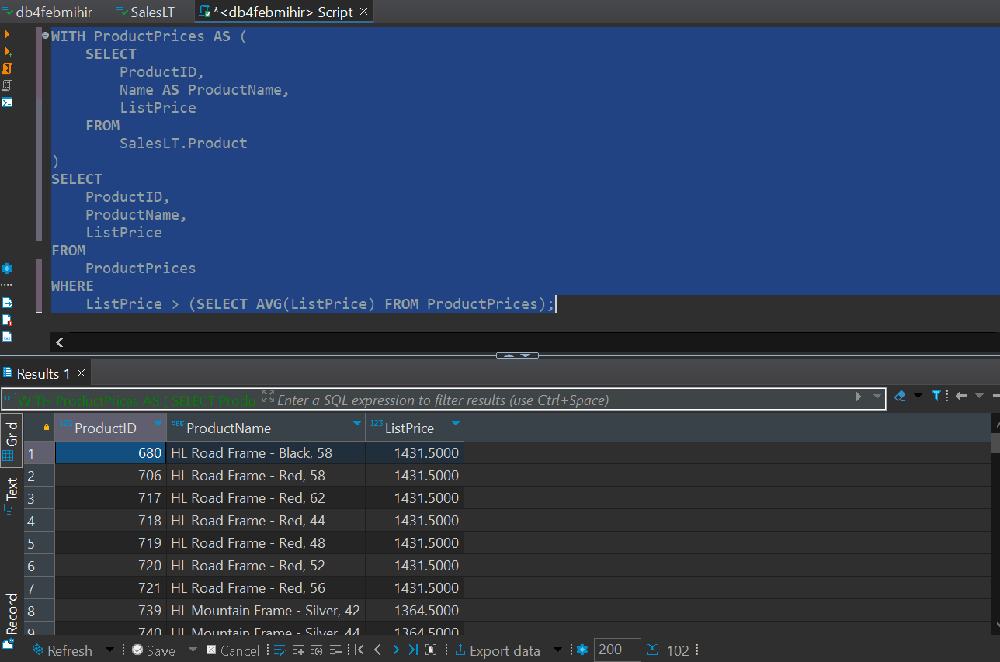 db4febmihir SalesLT *<db4febmihir> Script
WITH ProductPrices AS (
SELECT
ProductID,
Name AS ProductName,
ListPrice
FROM
SalesLT.Product
)
SELECT
ProductID,
ProductName,
ListPrice
FROM
ProductPrices
WHERE
ListPrice > (SELECT AVG(ListPrice) FROM ProductPrices);
Results 1
WITH ProductPrices AS ( SELECT Produ Enter a SQL expression to filter results (use Ctrl+Space)
Grid
Text
Record
123 ProductID ABC ProductName 123 ListPrice
1 680 HL Road Frame - Black, 58 1431.5000
2 706 HL Road Frame - Red, 58 1431.5000
3 717 HL Road Frame - Red, 62 1431.5000
4 718 HL Road Frame - Red, 44 1431.5000
5 719 HL Road Frame - Red, 48 1431.5000
6 720 HL Road Frame - Red, 52 1431.5000
7 721 HL Road Frame - Red, 56 1431.5000
8 739 HL Mountain Frame - Silver, 42 1364.5000
9 740 HL Mountain Frame - Silver, 44 1364.5000
Refresh Save Cancel Export data 200 102